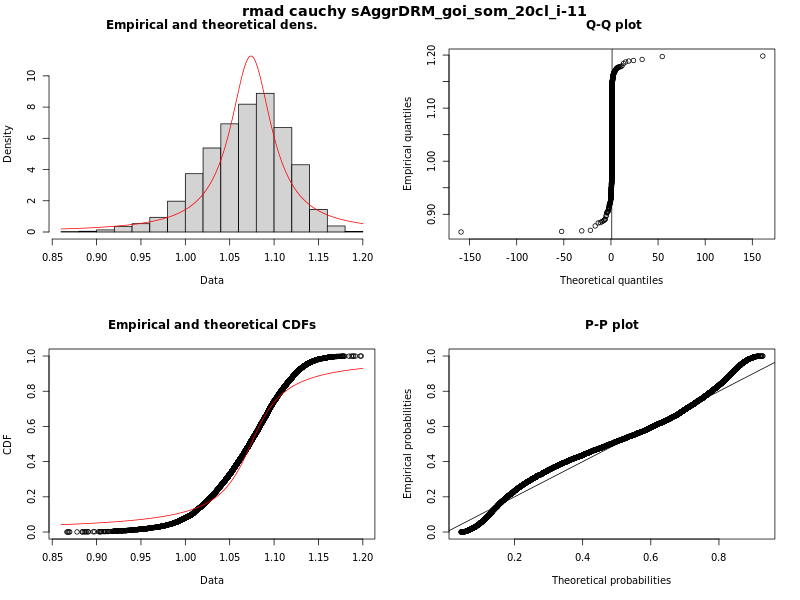 rmad cauchy sAggrDRM_goi_som_20cl_i-11
Empirical and theoretical dens.
Density
0 2 4 6 8 10
0.85 0.90 0.95 1.00 1.05 1.10 1.15 1.20
Data
Q-Q plot
Empirical quantiles
0.90 1.00 1.10 1.20
-150 -100 -50 0 50 100 150
Theoretical quantiles
Empirical and theoretical CDFs
CDF
0.0 0.2 0.4 0.6 0.8 1.0
0.85 0.90 0.95 1.00 1.05 1.10 1.15 1.20
Data
P-P plot
Empirical probabilities
0.0 0.2 0.4 0.6 0.8 1.0
0.2 0.4 0.6 0.8
Theoretical probabilities